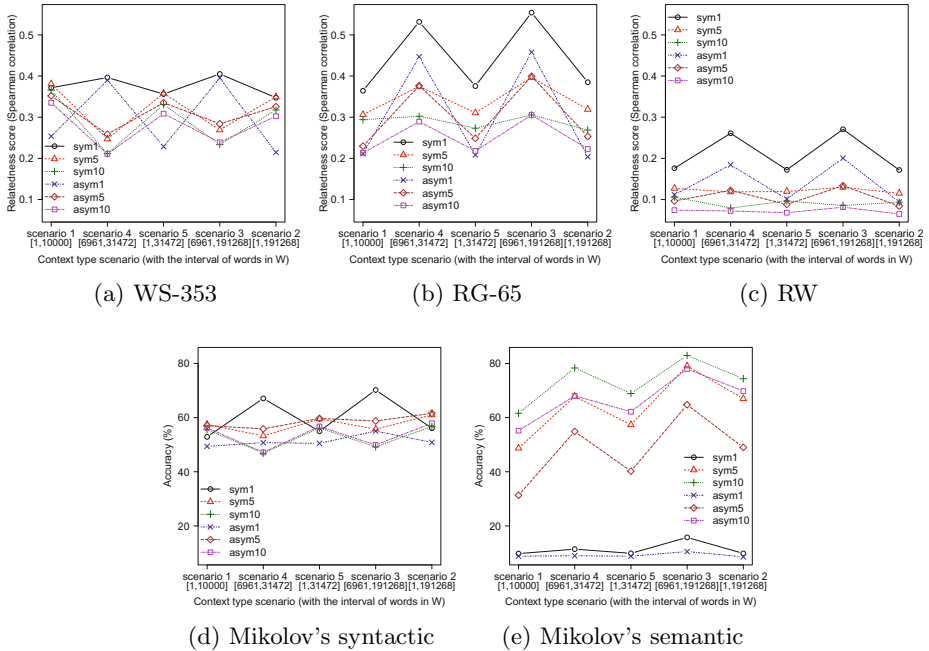 Relatedness score (Spearman correlation)
0.5
0.4
0.3
0.2
0.1
sym1
sym5
sym10
asym1
asym5
asym10
scenario 1 scenario 4 scenario 5 scenario 3 scenario 2
[1,10000] [6961,31472] [1,31472] [6961,191268] [1,191268]
Context type scenario (with the interval of words in W)
(a) WS-353
Relatedness score (Spearman correlation)
0.5
0.4
0.3
0.2
0.1
sym1
sym5
sym10
asym1
asym5
asym10
scenario 1 scenario 4 scenario 5 scenario 3 scenario 2
[1,10000] [6961,31472] [1,31472] [6961,191268] [1,191268]
Context type scenario (with the interval of words in W)
(b) RG-65
Relatedness score (Spearman correlation)
0.5
0.4
0.3
0.2
0.1
sym1
sym5
sym10
asym1
asym5
asym10
scenario 1 scenario 4 scenario 5 scenario 3 scenario 2
[1,10000] [6961,31472] [1,31472] [6961,191268] [1,191268]
Context type scenario (with the interval of words in W)
(c) RW
Accuracy (%)
80
60
40
20
sym1
sym5
sym10
asym1
asym5
asym10
scenario 1 scenario 4 scenario 5 scenario 3 scenario 2
[1,10000] [6961,31472] [1,31472] [6961,191268] [1,191268]
Context type scenario (with the interval of words in W)
(d) Mikolov's syntactic
Accuracy (%)
80
60
40
20
sym1
sym5
sym10
asym1
asym5
asym10
scenario 1 scenario 4 scenario 5 scenario 3 scenario 2
[1,10000] [6961,31472] [1,31472] [6961,191268] [1,191268]
Context type scenario (with the interval of words in W)
(e) Mikolov's semantic